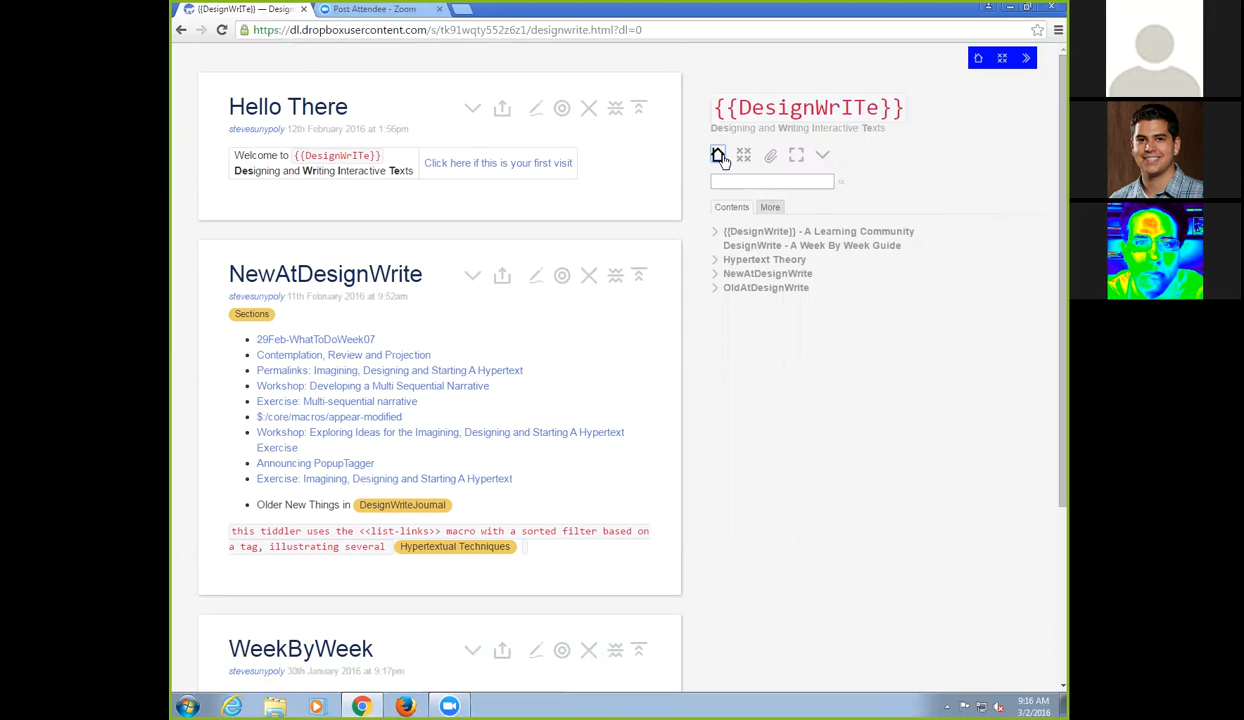 {{DesignWrITe}} — Design
Post Attendee - Zoom
https://dl.dropboxusercontent.com/s/tk91wqty552z6z1/designwrite.html?dl=0
Hello There
stevesunypoly 12th February 2016 at 1:56pm
Welcome to {{DesignWrITe}}
Designing and Writing Interactive Texts
Click here if this is your first visit
NewAtDesignWrite
stevesunypoly 11th February 2016 at 9:52am
Sections
29Feb-WhatToDoWeek07
Contemplation, Review and Projection
Permalinks: Imagining, Designing and Starting A Hypertext
Workshop: Developing a Multi Sequential Narrative
Exercise: Multi-sequential narrative
$:/core/macros/appear-modified
Workshop: Exploring Ideas for the Imagining, Designing and Starting A Hypertext
Exercise
Announcing PopupTagger
Exercise: Imagining, Designing and Starting A Hypertext
Older New Things in DesignWriteJournal
this tiddler uses the <<list-links>> macro with a sorted filter based on
a tag, illustrating several Hypertextual Techniques
WeekByWeek
stevesunypoly 30th January 2016 at 9:17pm
{{DesignWrITe}}
Designing and Writing Interactive Texts
Contents
More
{{DesignWrite}} - A Learning Community
DesignWrite - A Week By Week Guide
Hypertext Theory
NewAtDesignWrite
OldAtDesignWrite
9:16 AM
3/2/2016